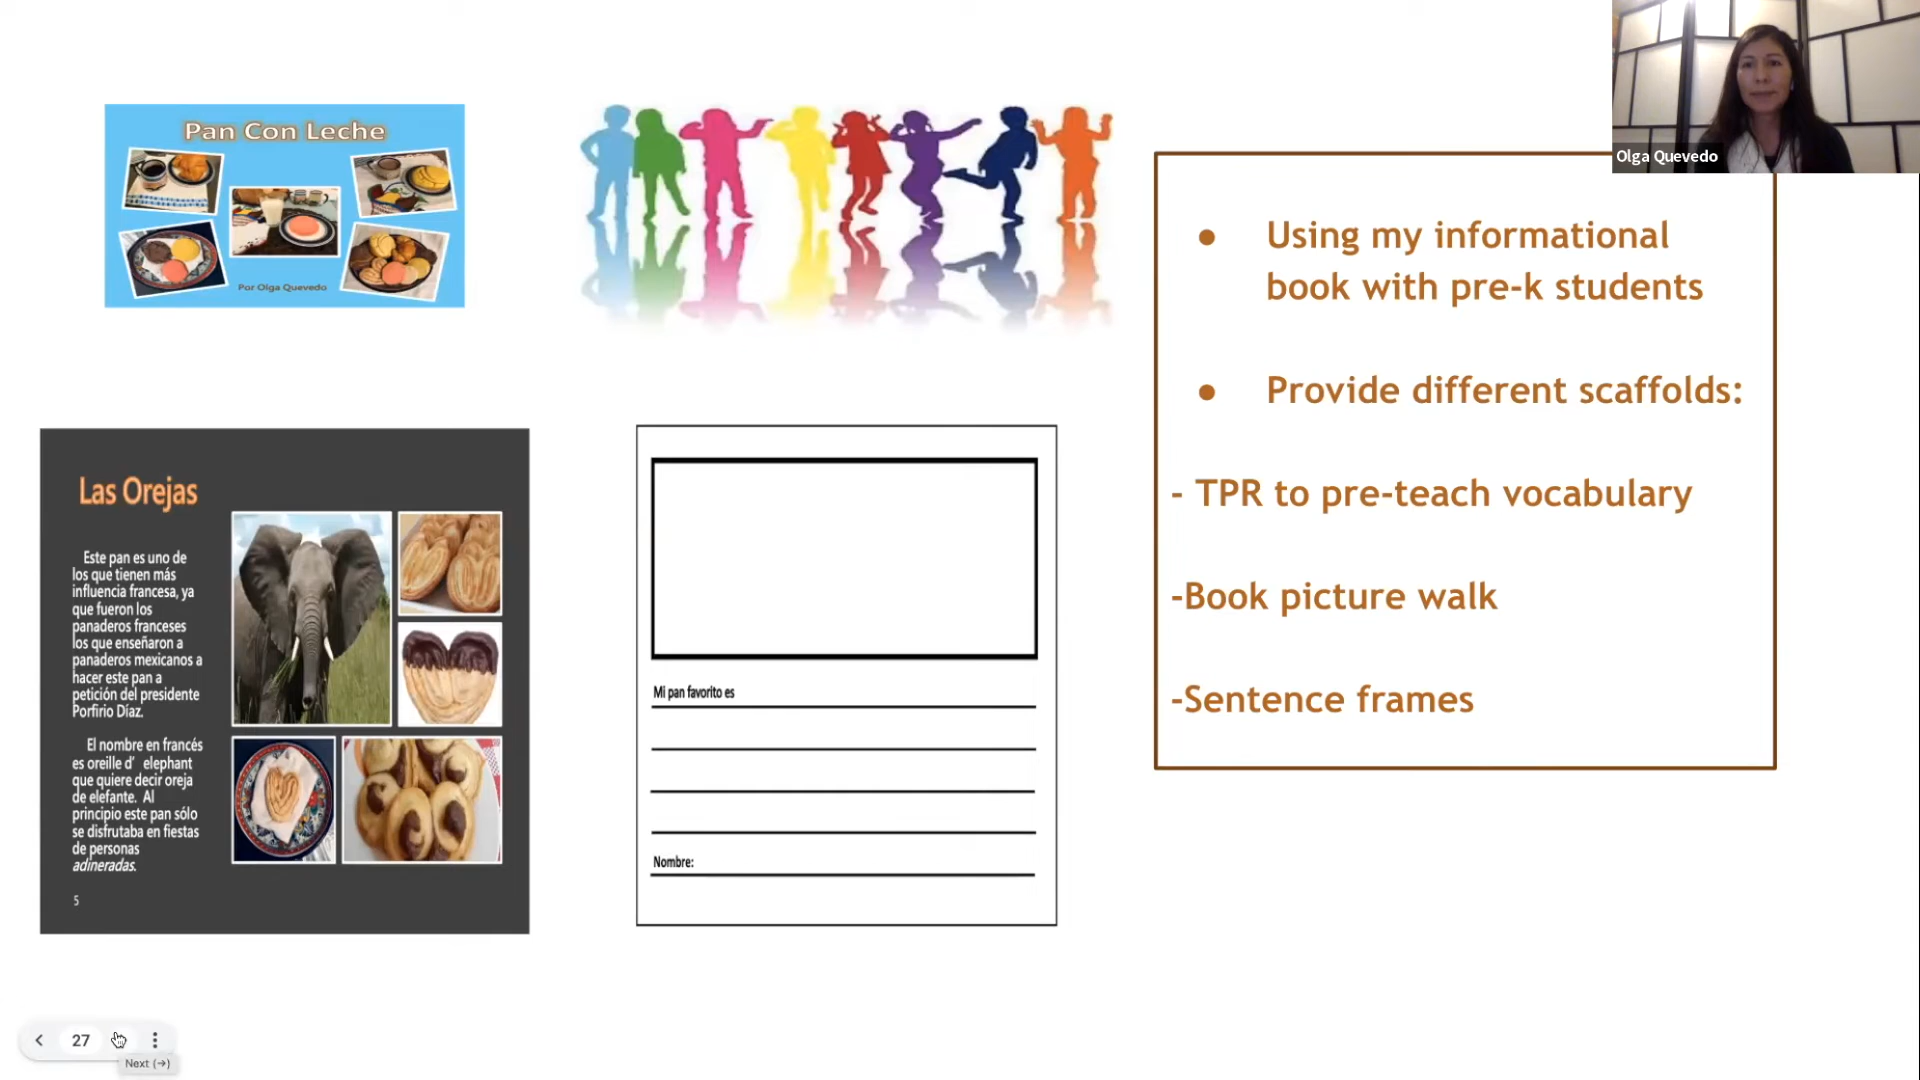 Pan Con Leche
Por Olga Quevedo
Las Orejas
Este pan es uno de
los que tienen más
influencia francesa, ya
que fueron los
panaderos franceses
los que enseñaron a
panaderos mexicanos a
hacer este pan a
petición del presidente
Porfirio Díaz.
El nombre en francés
es oreille d' elephant
que quiere decir oreja
de elefante. Al
principio este pan sólo
se disfrutaba en fiestas
de personas
adineradas.
5
Mi pan favorito es
Nombre:
● Using my informational
book with pre-k students
● Provide different scaffolds:
- TPR to pre-teach vocabulary
-Book picture walk
-Sentence frames
Olga Quevedo
27
Next (→)